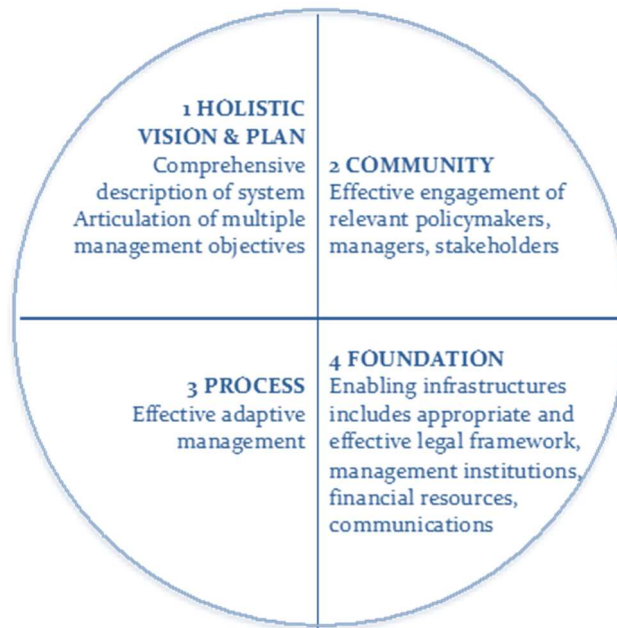 1 HOLISTIC
VISION & PLAN
Comprehensive
description of system
Articulation of multiple
management objectives
2 COMMUNITY
Effective engagement of
relevant policymakers,
managers, stakeholders
3 PROCESS
Effective adaptive
management
4 FOUNDATION
Enabling infrastructures
includes appropriate and
effective legal framework,
management institutions,
financial resources,
communications